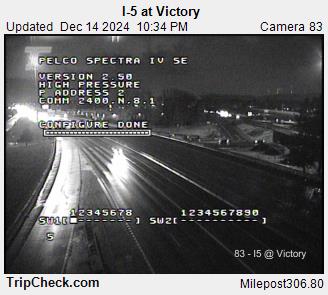 I-5 at Victory
Updated  Dec 14 2024  10:34 PM Camera 83
PELCO SPECTRA IV SE
VERSION 2.50
HIGH PRESSURE
P ADDRESS 2
COMM 2400.N.8.1
CONFIGURE DONE
12345678 1234567890
SW1[■-------] SW2[----------]
5
83 - I5 @ Victory
TripCheck.com Milepost306.80